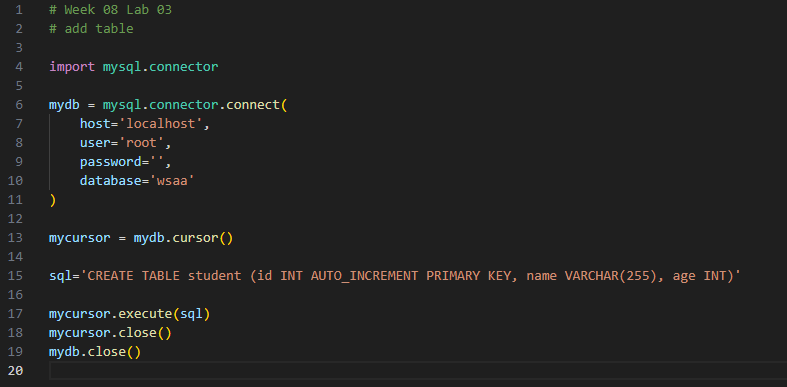 1 # Week 08 Lab 03
2 # add table
3
4 import mysql.connector
5
6 mydb = mysql.connector.connect(
7     host='localhost',
8     user='root',
9     password='',
10     database='wsaa'
11 )
12
13 mycursor = mydb.cursor()
14
15 sql='CREATE TABLE student (id INT AUTO_INCREMENT PRIMARY KEY, name VARCHAR(255), age INT)'
16
17 mycursor.execute(sql)
18 mycursor.close()
19 mydb.close()
20